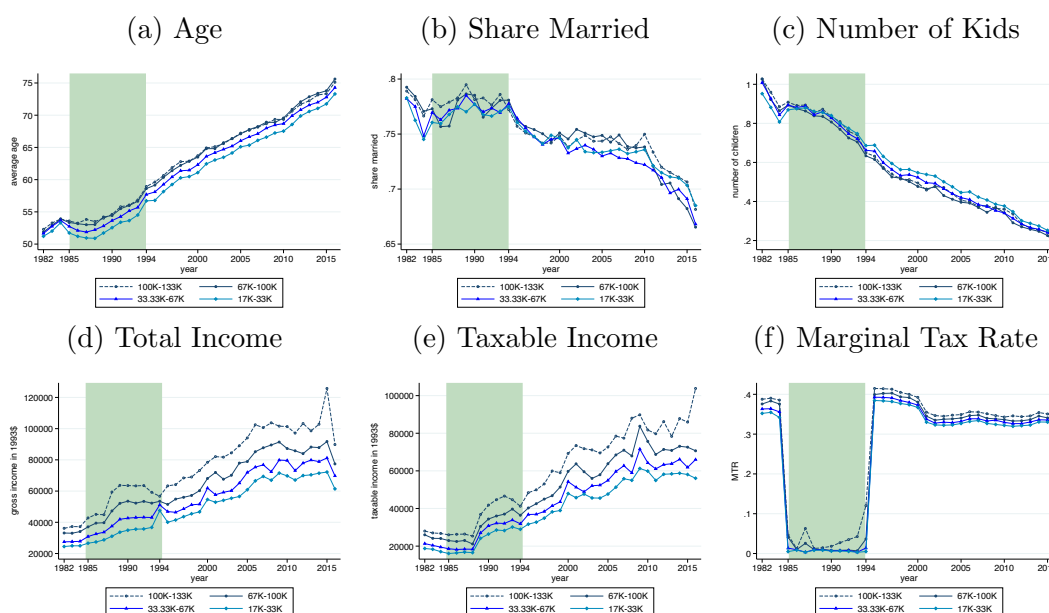 (a) Age
(b) Share Married
(c) Number of Kids
average age
75
70
65
60
55
50
1982 1985 1990 1994 2000 2005 2010 2015
year
100K-133K 67K-100K
33.33K-67K 17K-33K
share married
.8
.75
.7
.65
1982 1985 1990 1994 2000 2005 2010 2015
year
100K-133K 67K-100K
33.33K-67K 17K-33K
number of children
1
.8
.6
.4
.2
1982 1985 1990 1994 2000 2005 2010
year
100K-133K 67K-100K
33.33K-67K 17K-33K
(d) Total Income
(e) Taxable Income
(f) Marginal Tax Rate
gross income in 1993$
120000
100000
80000
60000
40000
20000
1982 1985 1990 1994 2000 2005 2010 2015
year
100K-133K 67K-100K
33.33K-67K 17K-33K
taxable income in 1993$
100000
80000
60000
40000
20000
1982 1985 1990 1994 2000 2005 2010 2015
year
100K-133K 67K-100K
33.33K-67K 17K-33K
MTR
.4
.3
.2
.1
0
1982 1985 1990 1994 2000 2005 2010 2015
year
100K-133K 67K-100K
33.33K-67K 17K-33K